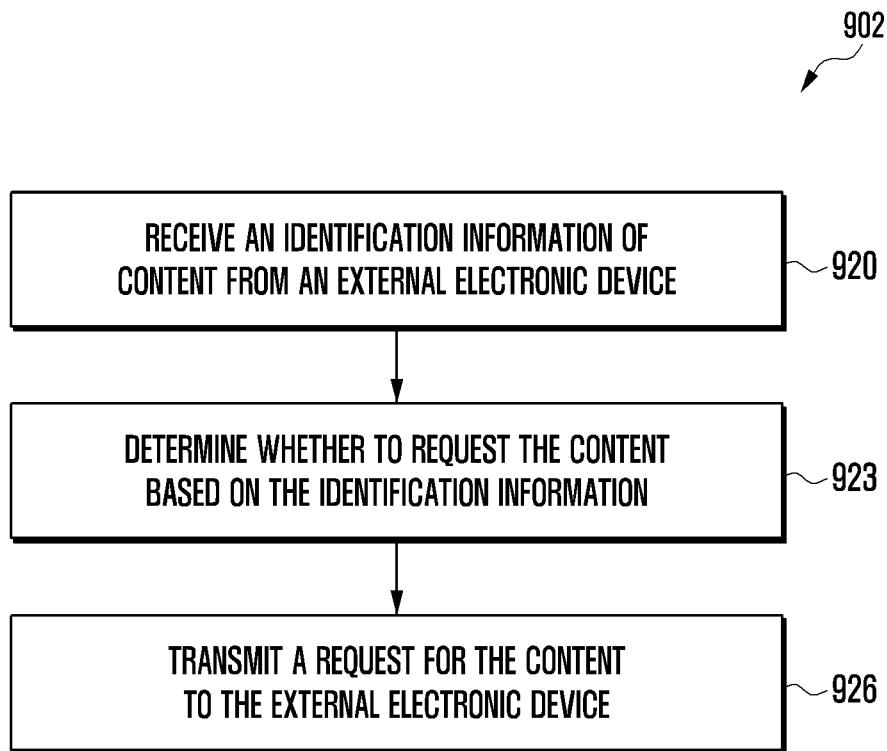 902
RECEIVE AN IDENTIFICATION INFORMATION OF
CONTENT FROM AN EXTERNAL ELECTRONIC DEVICE
920
DETERMINE WHETHER TO REQUEST THE CONTENT
BASED ON THE IDENTIFICATION INFORMATION
923
TRANSMIT A REQUEST FOR THE CONTENT
TO THE EXTERNAL ELECTRONIC DEVICE
926